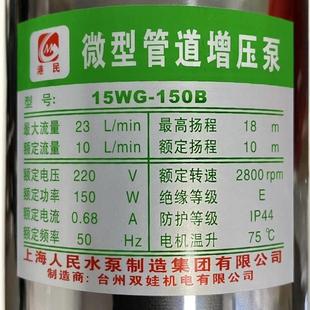 港民
微型管道增压泵
型 号: 15WG-150B
最大流量 23 L/min 最高扬程 18 m
额定流量 10 L/min 额定扬程 10 m
额定电压 220 V 额定转速 2800 rpm
额定功率 150 W 绝缘等级 E
额定电流 0.68 A 防护等级 IP44
额定频率 50 Hz 电机温升 75℃
上海人民水泵制造集团有限公司
制造商: 台州双娃机电有限公司